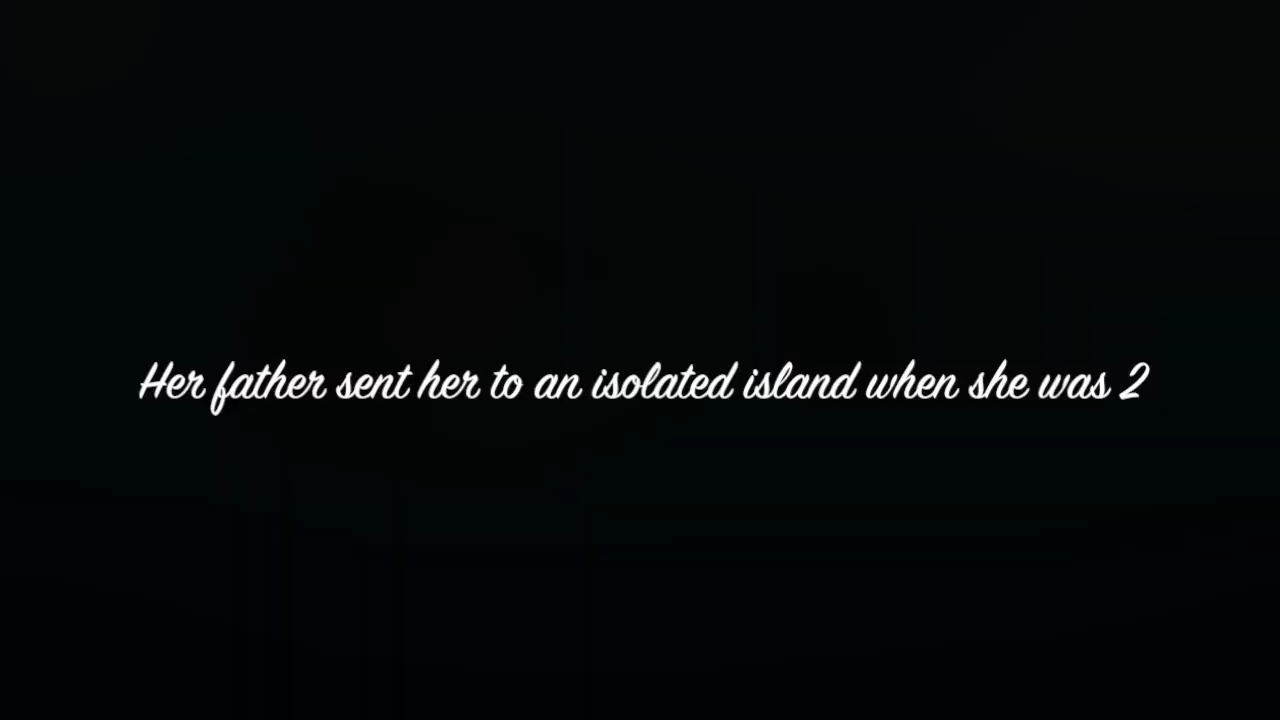 Her father sent her to an isolated island when she was 2